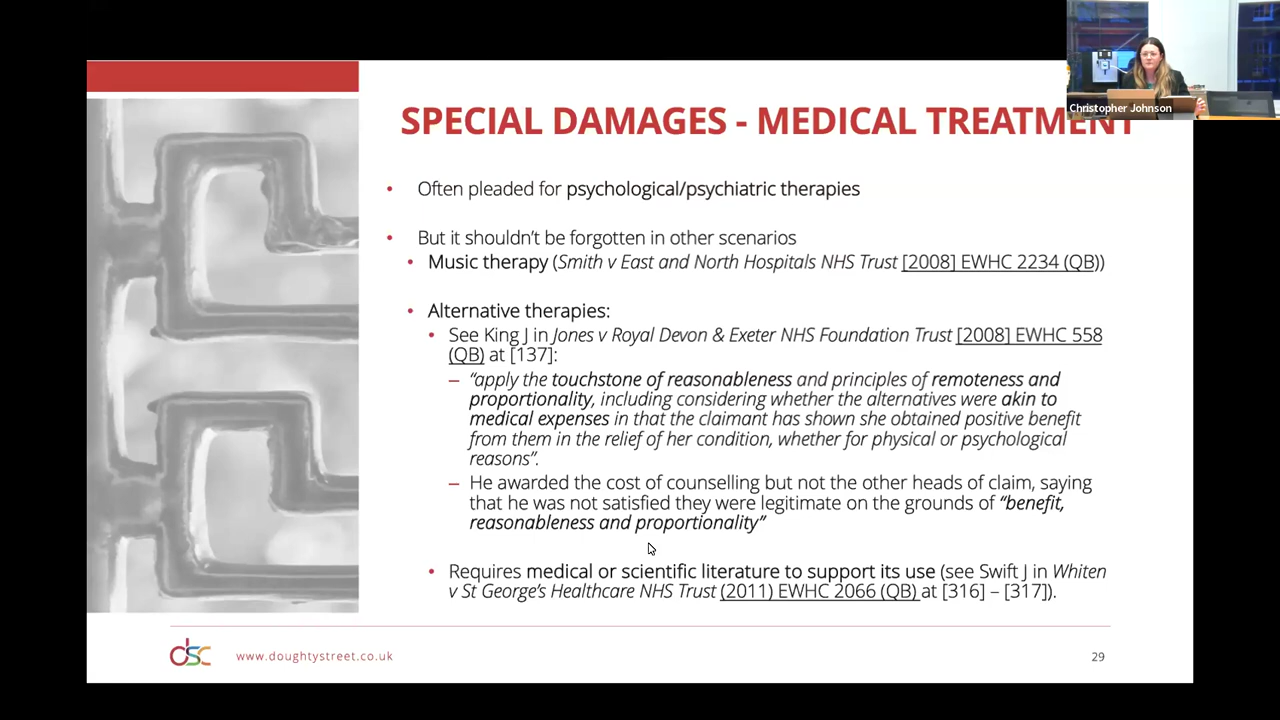 Christopher Johnson
SPECIAL DAMAGES - MEDICAL TREATMENT
• Often pleaded for psychological/psychiatric therapies
• But it shouldn't be forgotten in other scenarios
• Music therapy (Smith v East and North Hospitals NHS Trust [2008] EWHC 2234 (QB))
• Alternative therapies:
• See King J in Jones v Royal Devon & Exeter NHS Foundation Trust [2008] EWHC 558
(QB) at [137]:
– “apply the touchstone of reasonableness and principles of remoteness and
proportionality, including considering whether the alternatives were akin to
medical expenses in that the claimant has shown she obtained positive benefit
from them in the relief of her condition, whether for physical or psychological
reasons”.
– He awarded the cost of counselling but not the other heads of claim, saying
that he was not satisfied they were legitimate on the grounds of “benefit,
reasonableness and proportionality”
• Requires medical or scientific literature to support its use (see Swift J in Whiten
v St George's Healthcare NHS Trust (2011) EWHC 2066 (QB) at [316] – [317]).
dsc
www.doughtystreet.co.uk
29